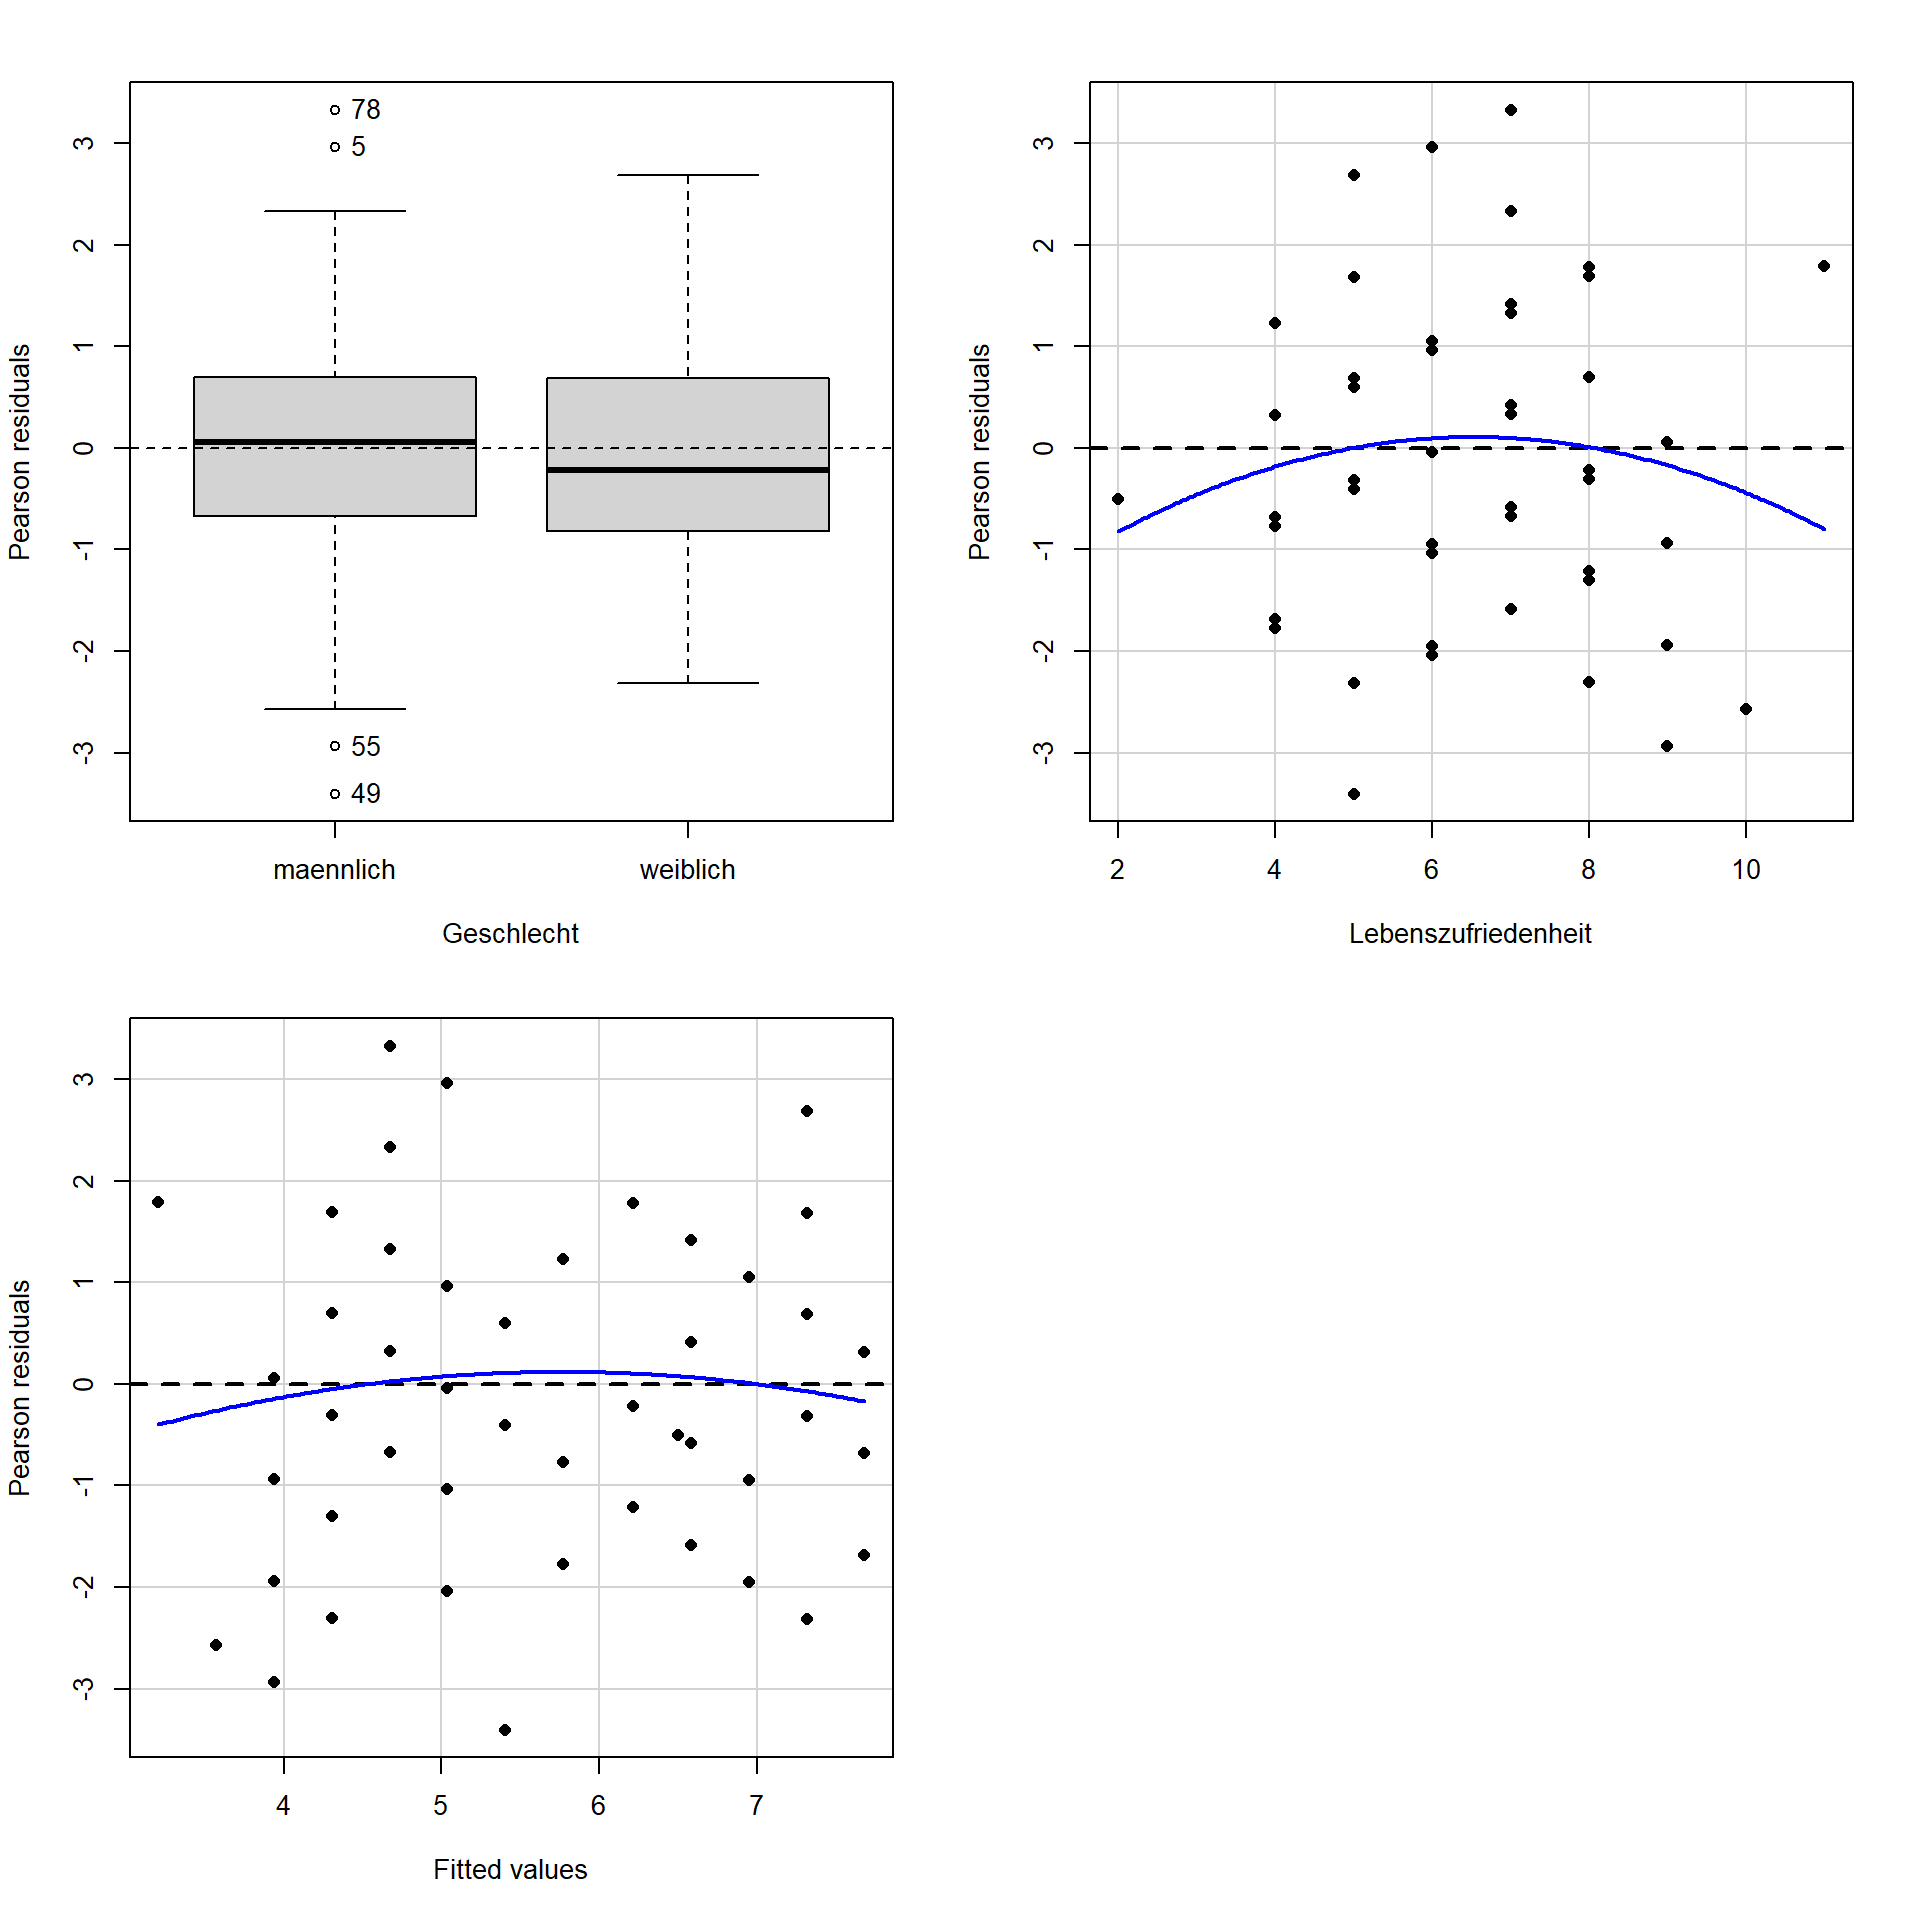 Pearson residuals
3
2
1
0
-1
-2
-3
78
5
55
49
maennlich weiblich
Geschlecht
Pearson residuals
3
2
1
0
-1
-2
-3
2 4 6 8 10
Lebenszufriedenheit
Pearson residuals
3
2
1
0
-1
-2
-3
4 5 6 7
Fitted values